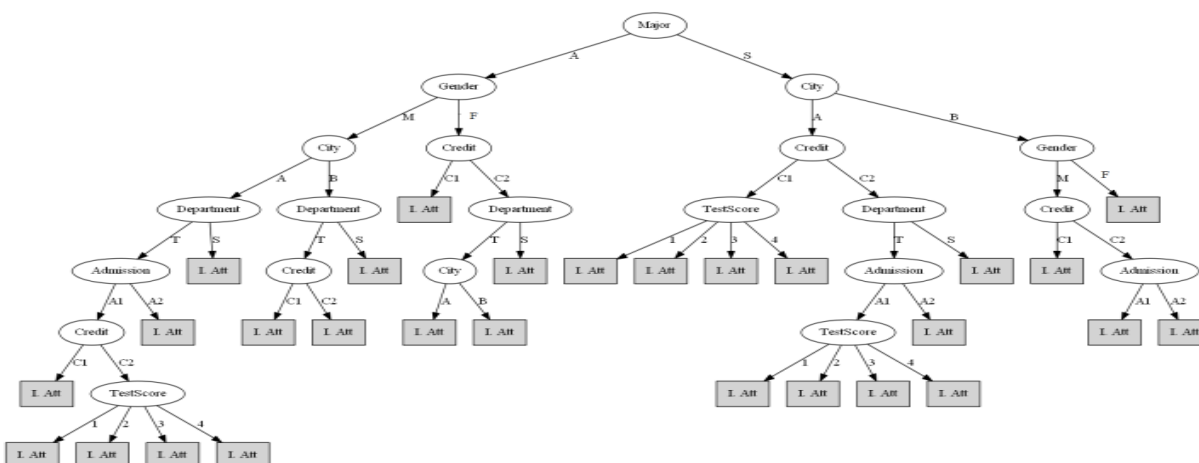 Major
A S
Gender City
M F A B
City Credit Credit Gender
A B C1 C2 C1 C2 M F
Department Department I. Att Department TestScore Department Credit I. Att
T S T S T S 1 2 3 4 T S C1 C2
Admission I. Att Credit I. Att City I. Att I. Att I. Att I. Att I. Att Admission I. Att I. Att Admission
A1 A2 C1 C2 A B A1 A2 A1 A2
Credit I. Att I. Att I. Att I. Att I. Att TestScore I. Att I. Att I. Att
C1 C2 1 2 3 4
I. Att TestScore I. Att I. Att I. Att I. Att
1 2 3 4
I. Att I. Att I. Att I. Att